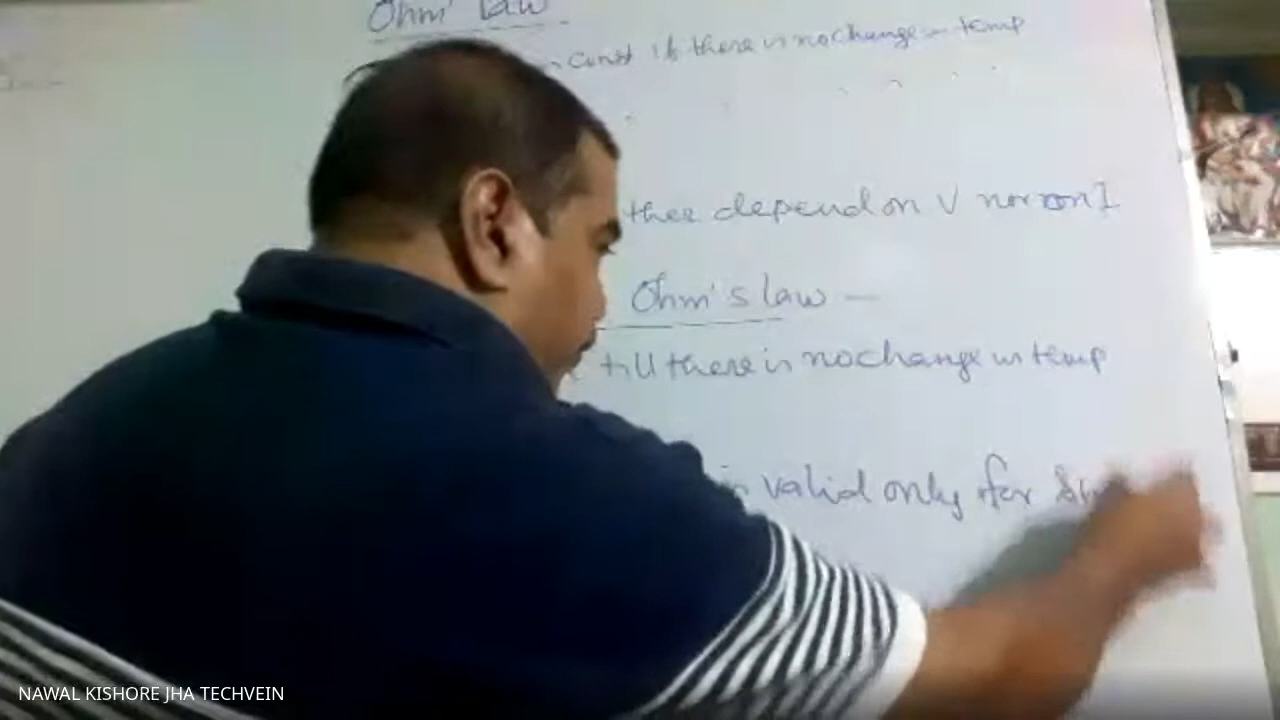 Ohm' law
const if there is no change in temp
depend on V nor on I
Ohm's law —
till there is no change in temp
is valid only for
NAWAL KISHORE JHA TECHVEIN